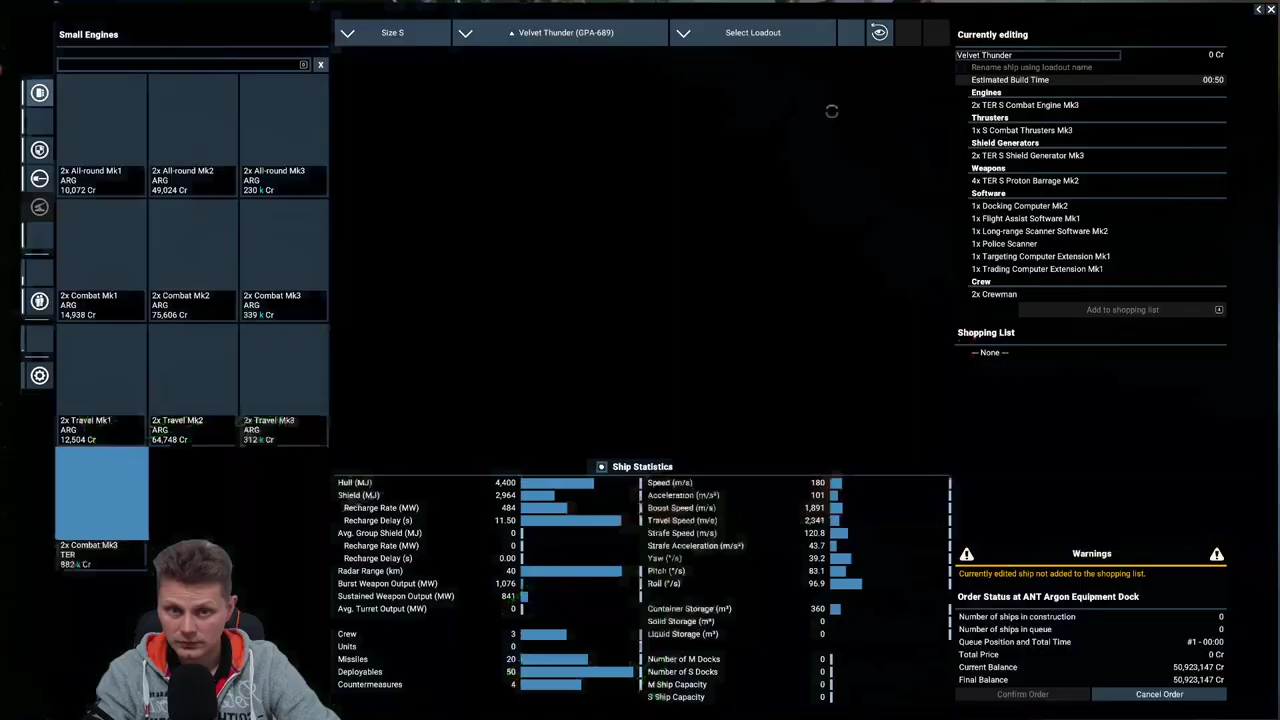 Small Engines
Size S
Velvet Thunder (GPA-689)
Select Loadout
x
2x All-round Mk1
ARG
10,072 Cr
2x All-round Mk2
ARG
49,024 Cr
2x All-round Mk3
ARG
230 k Cr
2x Combat Mk1
ARG
14,938 Cr
2x Combat Mk2
ARG
75,606 Cr
2x Combat Mk3
ARG
339 k Cr
2x Travel Mk1
ARG
12,504 Cr
2x Travel Mk2
ARG
64,748 Cr
2x Travel Mk3
ARG
312 k Cr
2x Combat Mk3
TER
882 k Cr
Ship Statistics
Hull (MJ) 4,400
Shield (MJ) 2,964
Recharge Rate (MW) 484
Recharge Delay (s) 11.50
Avg. Group Shield (MJ) 0
Recharge Rate (MW) 0
Recharge Delay (s) 0.00
Radar Range (km) 40
Burst Weapon Output (MW) 1,076
Sustained Weapon Output (MW) 841
Avg. Turret Output (MW) 0
Crew 3
Units 0
Missiles 20
Deployables 50
Countermeasures 4
Speed (m/s) 180
Acceleration (m/s²) 101
Boost Speed (m/s) 1,891
Travel Speed (m/s) 2,341
Strafe Speed (m/s) 120.8
Strafe Acceleration (m/s²) 43.7
Yaw (°/s) 39.2
Pitch (°/s) 83.1
Roll (°/s) 96.9
Container Storage (m³) 360
Solid Storage (m³) 0
Liquid Storage (m³) 0
Number of M Docks 0
Number of S Docks 0
M Ship Capacity 0
S Ship Capacity 0
Currently editing
Velvet Thunder 0 Cr
Rename ship using loadout name
Estimated Build Time 00:50
Engines
2x TER S Combat Engine Mk3
Thrusters
1x S Combat Thrusters Mk3
Shield Generators
2x TER S Shield Generator Mk3
Weapons
4x TER S Proton Barrage Mk2
Software
1x Docking Computer Mk2
1x Flight Assist Software Mk1
1x Long-range Scanner Software Mk2
1x Police Scanner
1x Targeting Computer Extension Mk1
1x Trading Computer Extension Mk1
Crew
2x Crewman
Add to shopping list
Shopping List
-- None --
Warnings
Currently edited ship not added to the shopping list.
Order Status at ANT Argon Equipment Dock
Number of ships in construction 0
Number of ships in queue 0
Queue Position and Total Time #1 - 00:00
Total Price 0 Cr
Current Balance 50,923,147 Cr
Final Balance 50,923,147 Cr
Confirm Order
Cancel Order